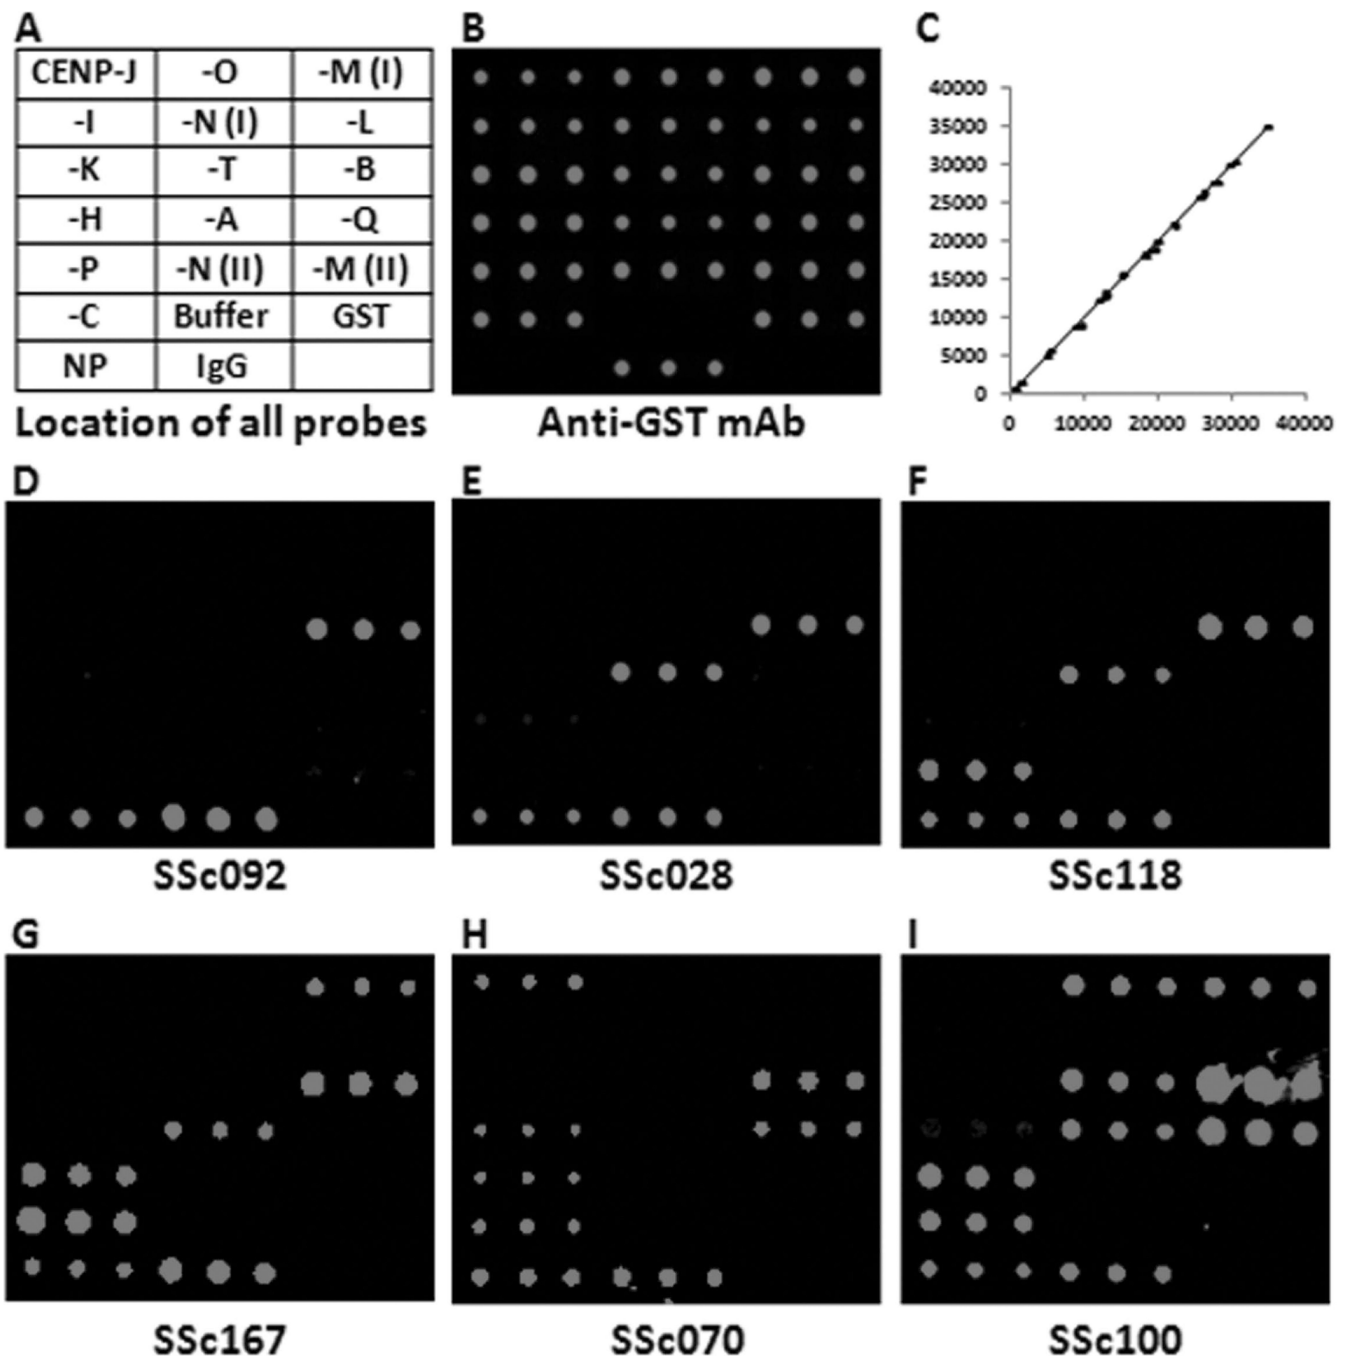 A
CENP-J -O -M (I)
-I -N (I) -L
-K -T -B
-H -A -Q
-P -N (II) -M (II)
-C Buffer GST
NP IgG
Location of all probes
B
Anti-GST mAb
C
40000
35000
30000
25000
20000
15000
10000
5000
0
0 10000 20000 30000 40000
D
SSc092
E
SSc028
F
SSc118
G
SSc167
H
SSc070
I
SSc100